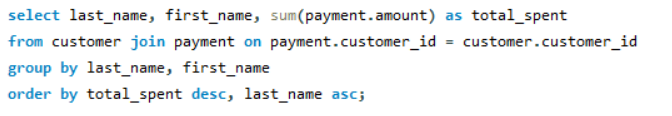 select last_name, first_name, sum(payment.amount) as total_spent
from customer join payment on payment.customer_id = customer.customer_id
group by last_name, first_name
order by total_spent desc, last_name asc;